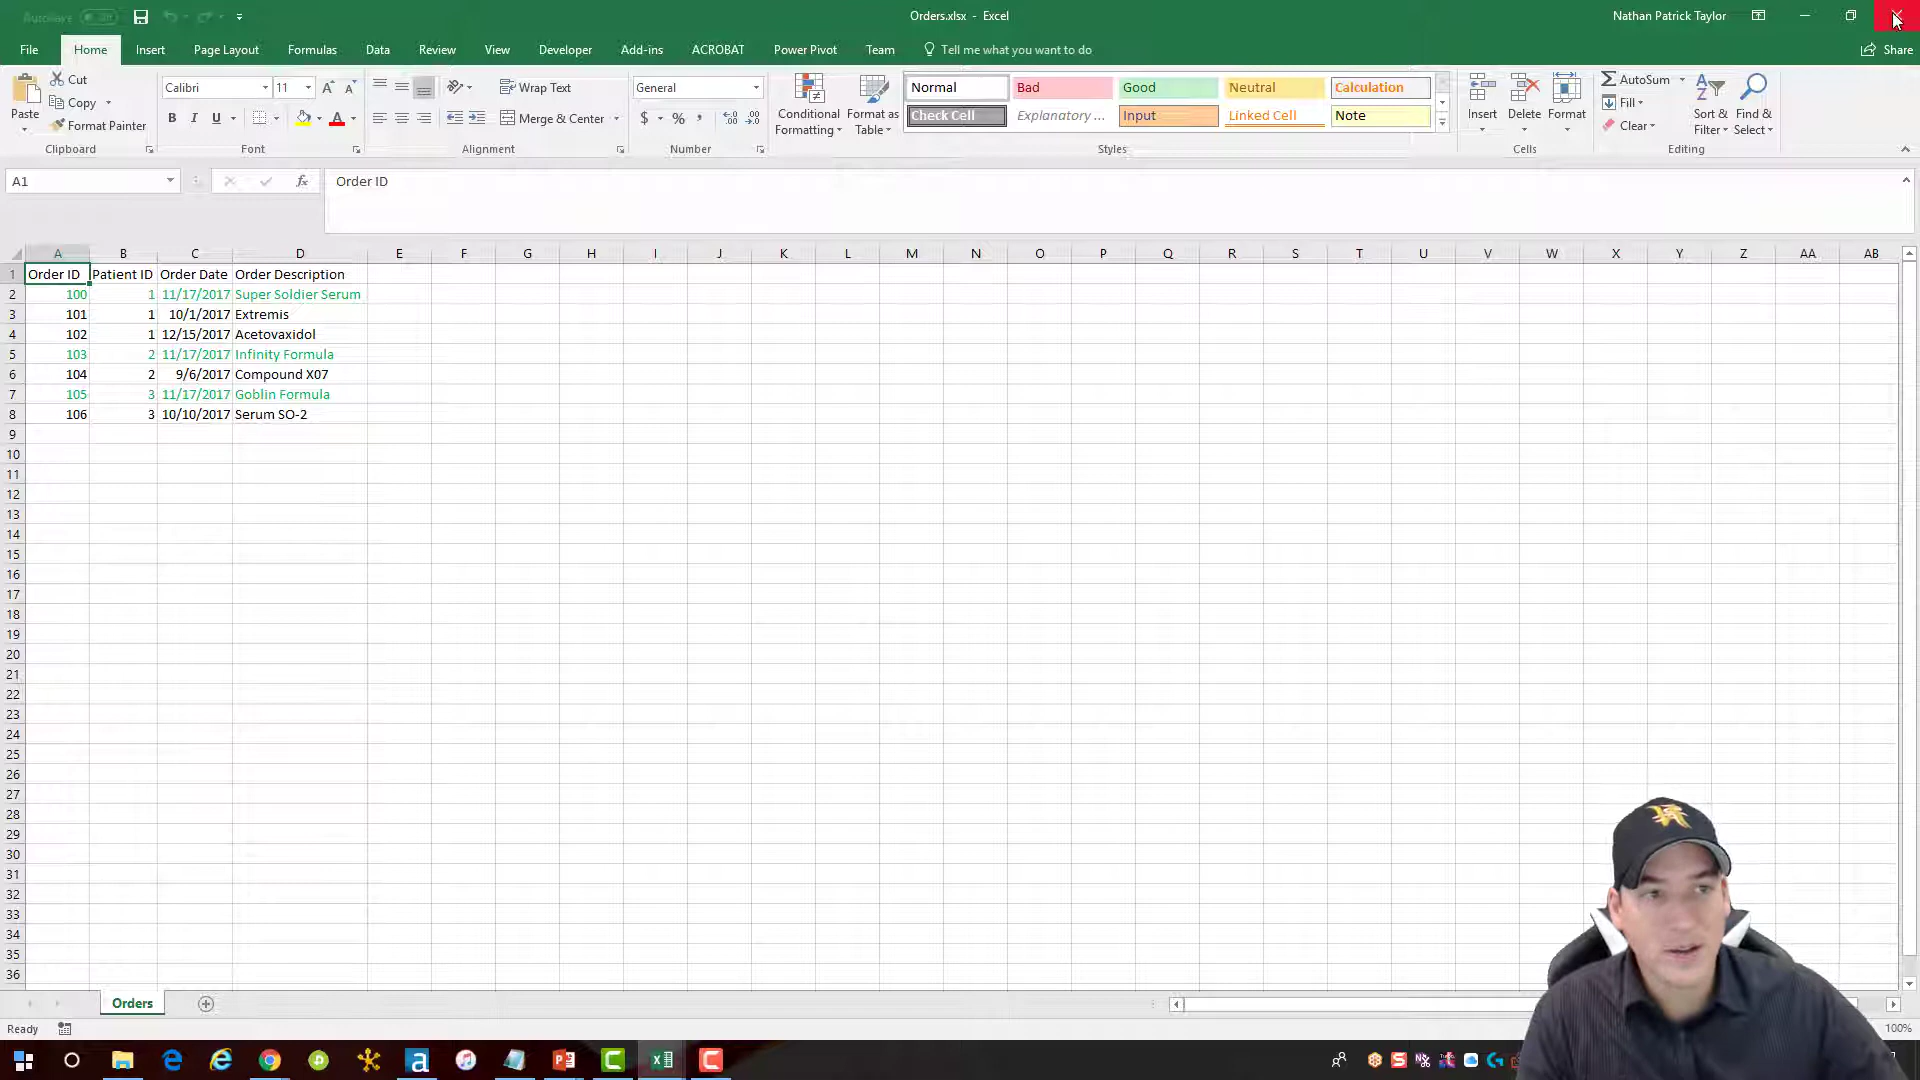 AutoSave Off
Orders.xlsx - Excel
Nathan Patrick Taylor
File Home Insert Page Layout Formulas Data Review View Developer Add-ins ACROBAT Power Pivot Team Tell me what you want to do Share
Paste Cut
Copy
Format Painter
Clipboard
Calibri 11
B I U A
Font
Wrap Text
Merge & Center
Alignment
General
$ % ,
Number
Conditional Formatting
Format as Table
Normal Bad Good Neutral Calculation
Check Cell Explanatory ... Input Linked Cell Note
Styles
Insert Delete Format
Cells
AutoSum
Fill
Clear
Sort & Filter
Find & Select
Editing
A1 fx Order ID
A B C D E F G H I J K L M N O P Q R S T U V W X Y Z AA AB
1 Order ID Patient ID Order Date Order Description
2 100 1 11/17/2017 Super Soldier Serum
3 101 1 10/1/2017 Extremis
4 102 1 12/15/2017 Acetovaxidol
5 103 2 11/17/2017 Infinity Formula
6 104 2 9/6/2017 Compound X07
7 105 3 11/17/2017 Goblin Formula
8 106 3 10/10/2017 Serum SO-2
9
10
11
12
13
14
15
16
17
18
19
20
21
22
23
24
25
26
27
28
29
30
31
32
33
34
35
36
Orders
Ready
100%